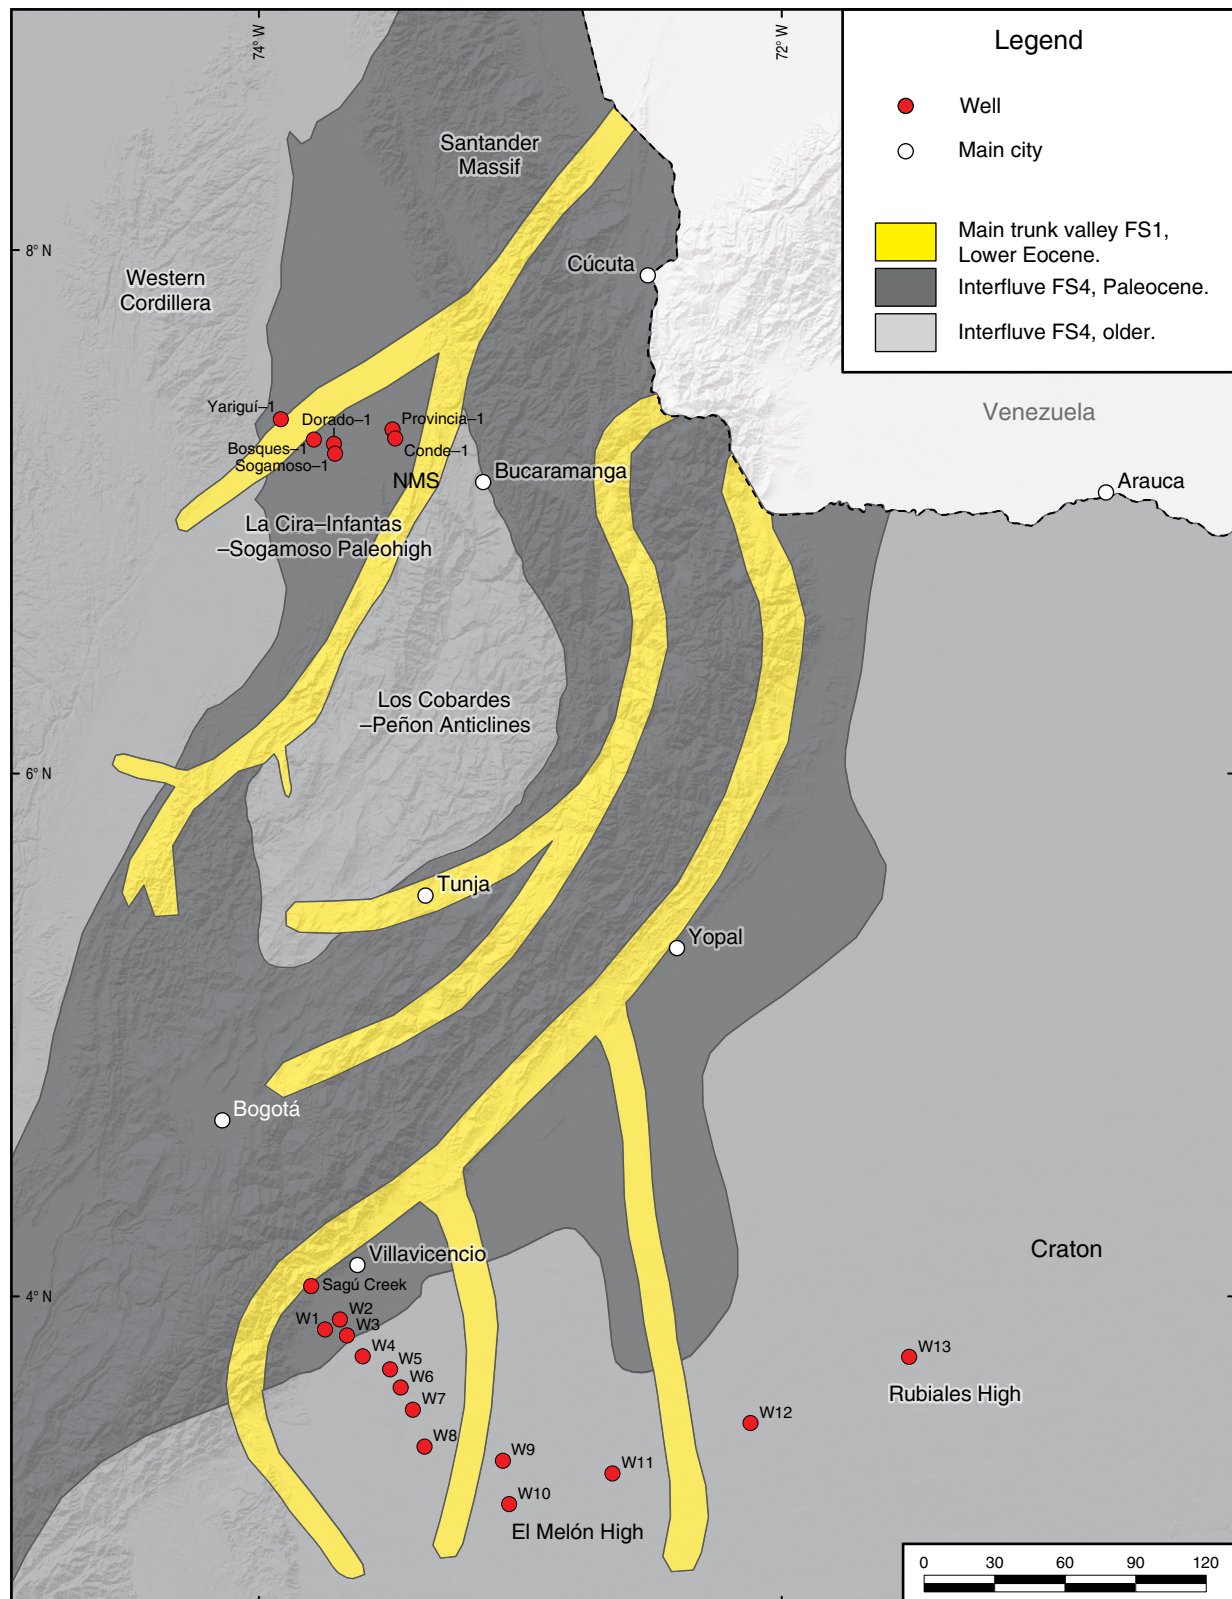 74° W
72° W
Legend
Well
Main city
Main trunk valley FS1,
Lower Eocene.
Interfluve FS4, Paleocene.
Interfluve FS4, older.
Santander
Massif
8° N
Cúcuta
Western
Cordillera
Venezuela
Yariguí–1
Dorado–1
Provincia–1
Bosques–1
Conde–1
Sogamoso–1
NMS
Bucaramanga
Arauca
La Cira–Infantas
–Sogamoso Paleohigh
Los Cobardes
–Peñon Anticlines
6° N
Tunja
Yopal
Bogotá
Villavicencio
Craton
Sagú Creek
4° N
W1
W2
W3
W4
W5
W6
W7
W8
W9
W10
W11
W12
W13
Rubiales High
El Melón High
0 30 60 90 120